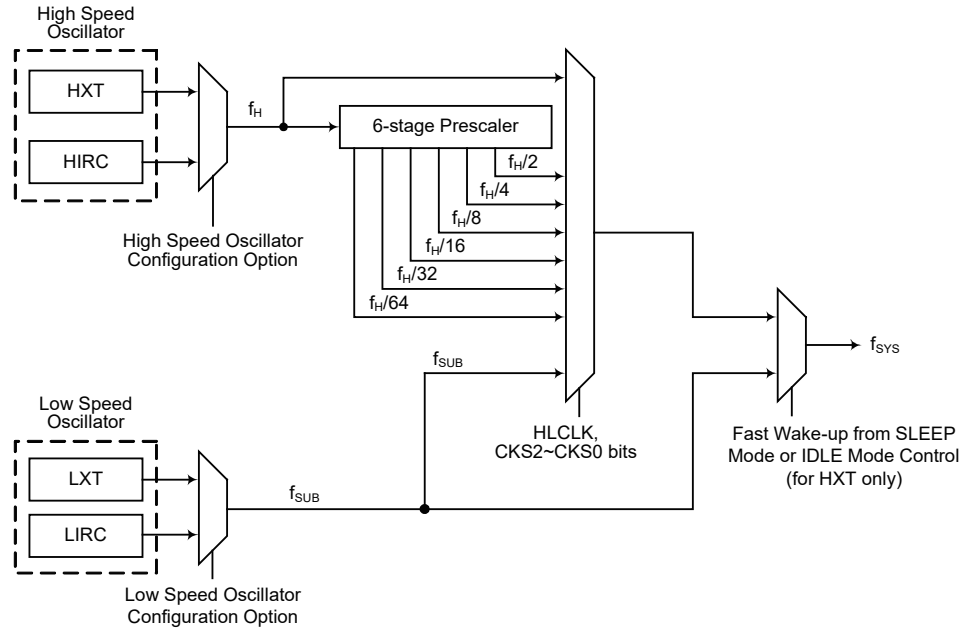 High Speed
Oscillator
HXT
HIRC
High Speed Oscillator
Configuration Option
fH
6-stage Prescaler
fH/2
fH/4
fH/8
fH/16
fH/32
fH/64
fSUB
HLCLK,
CKS2~CKS0 bits
fSYS
Fast Wake-up from SLEEP
Mode or IDLE Mode Control
(for HXT only)
Low Speed
Oscillator
LXT
LIRC
fSUB
Low Speed Oscillator
Configuration Option